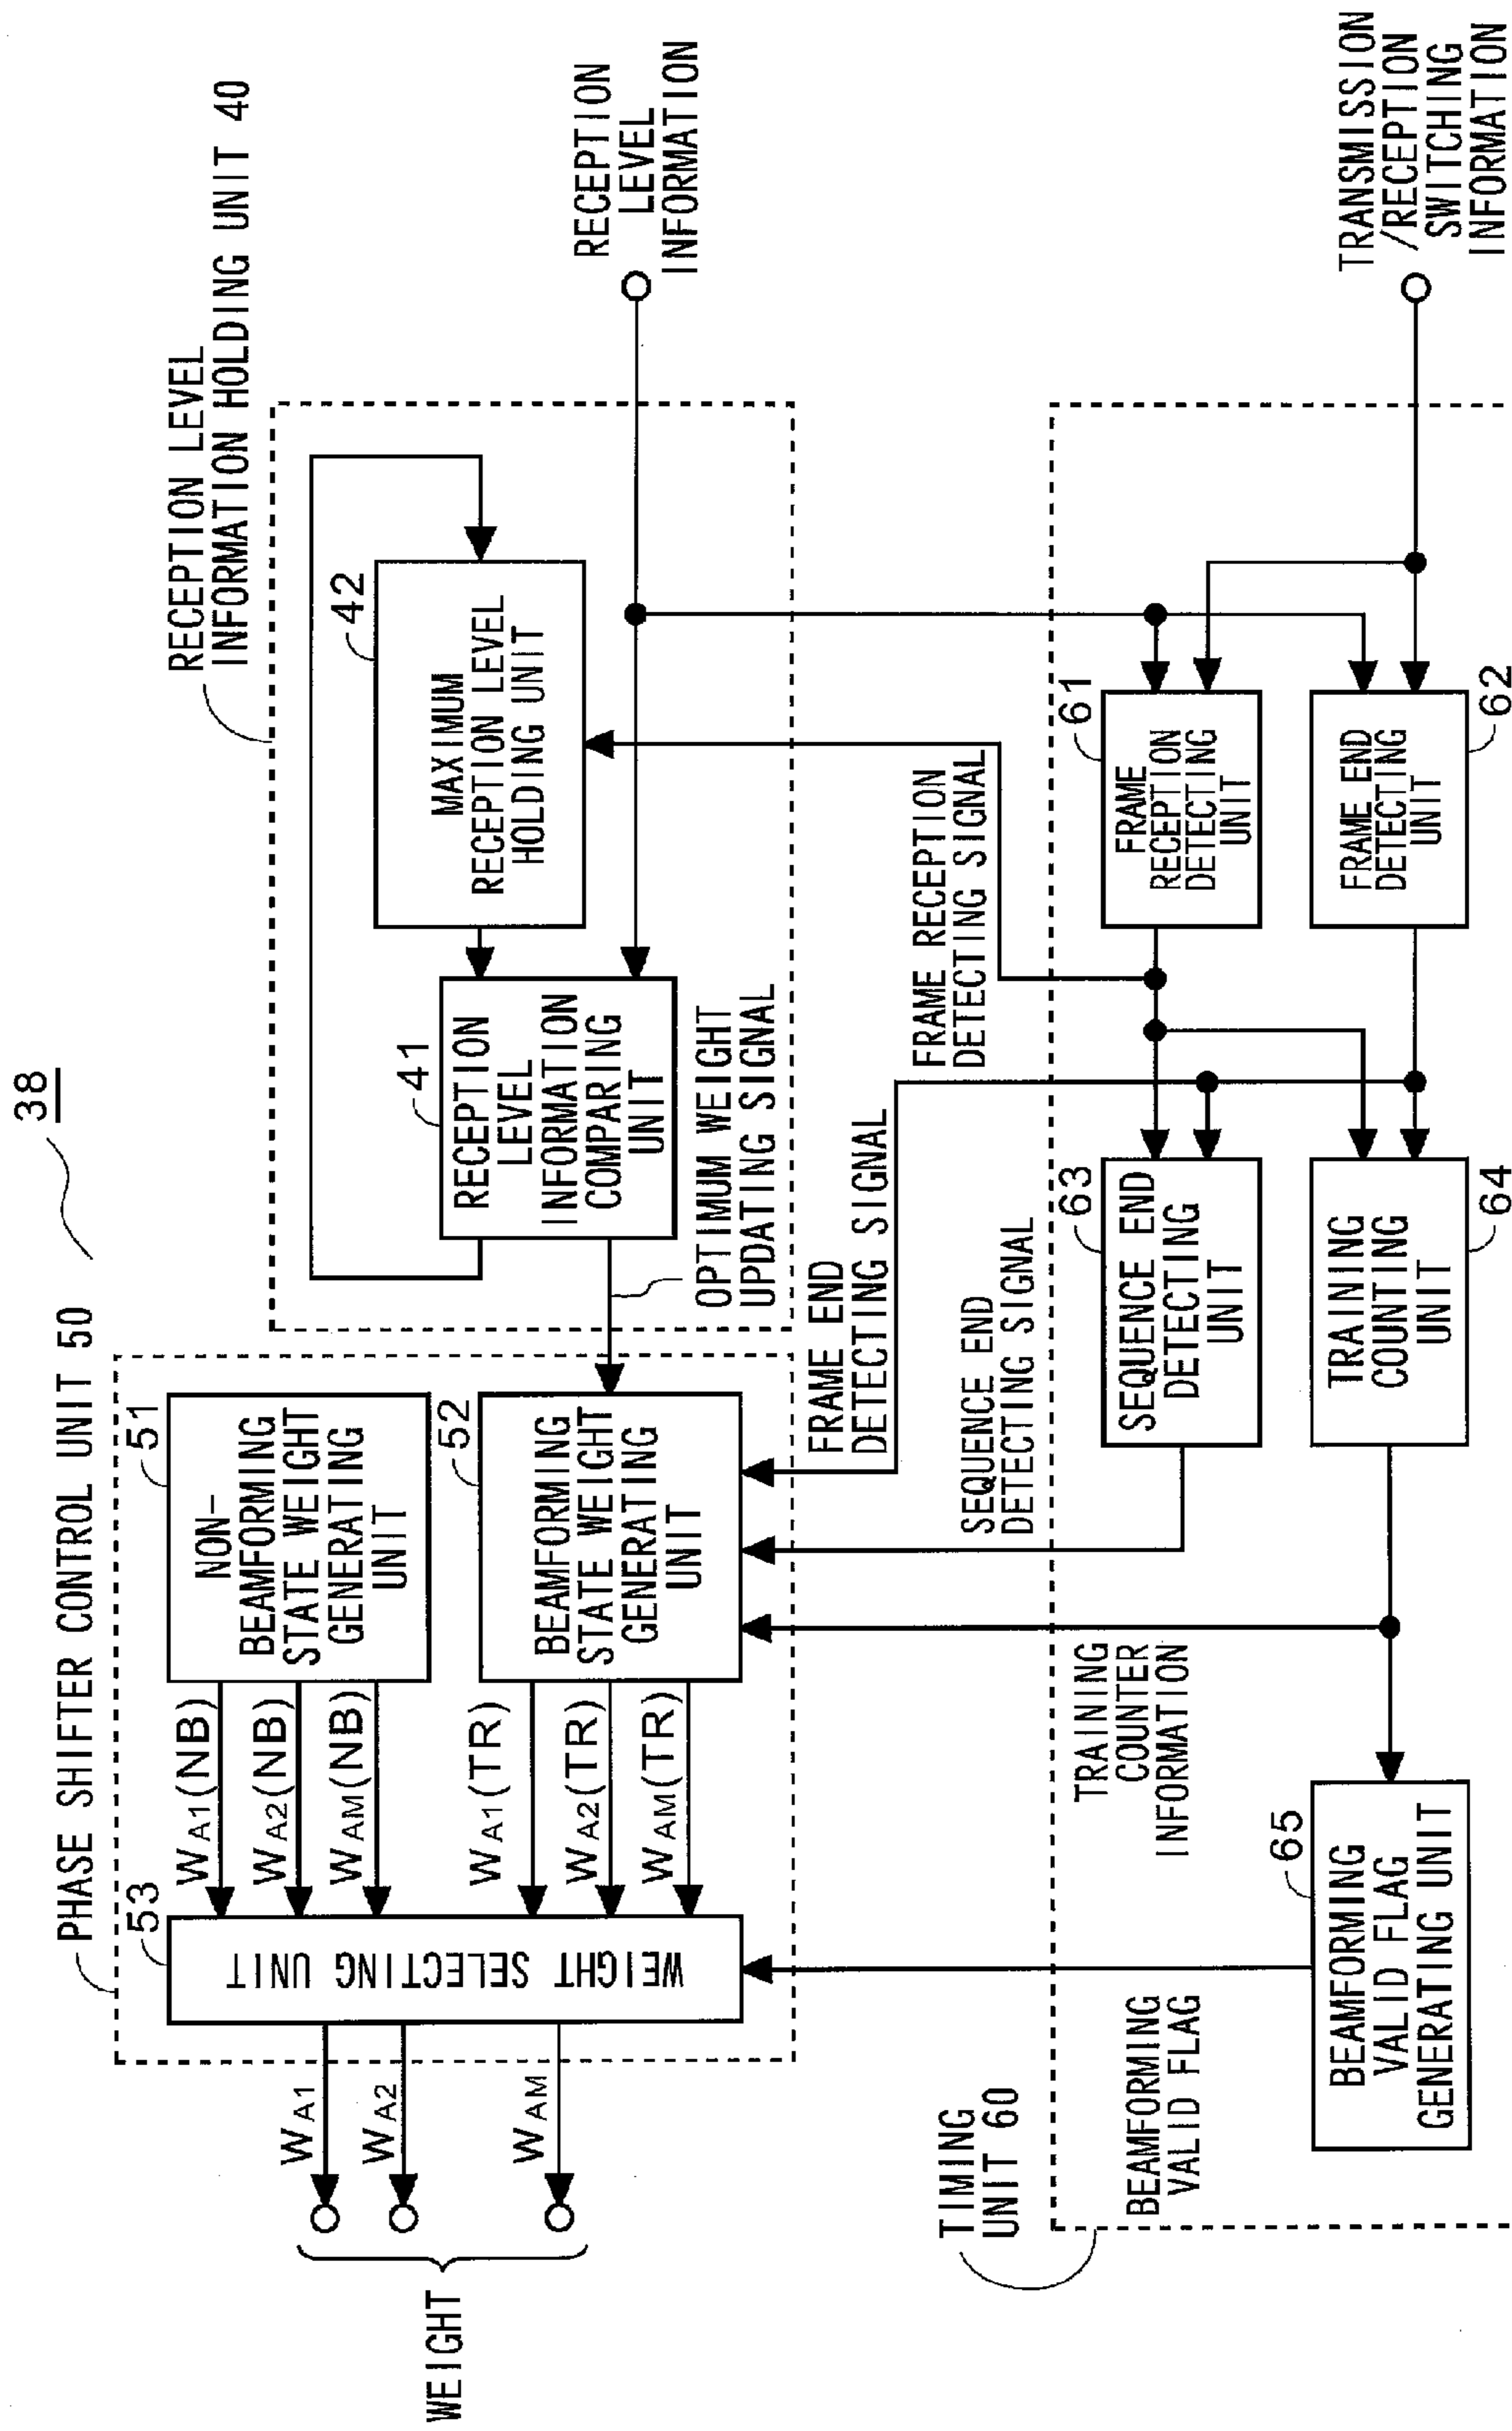 38
PHASE SHIFTER CONTROL UNIT 50
RECEPTION LEVEL
INFORMATION HOLDING UNIT 40
WEIGHT
WA1
WA2
WAM
53
WEIGHT SELECTING UNIT
WA1(NB)
WA2(NB)
WAM(NB)
WA1(TR)
WA2(TR)
WAM(TR)
51
NON-
BEAMFORMING
STATE WEIGHT
GENERATING
UNIT
52
BEAMFORMING
STATE WEIGHT
GENERATING
UNIT
41
RECEPTION
LEVEL
INFORMATION
COMPARING
UNIT
42
MAXIMUM
RECEPTION LEVEL
HOLDING UNIT
RECEPTION
LEVEL
INFORMATION
OPTIMUM WEIGHT
UPDATING SIGNAL
FRAME END
DETECTING SIGNAL
FRAME RECEPTION
DETECTING SIGNAL
SEQUENCE END
DETECTING SIGNAL
TRAINING
COUNTER
INFORMATION
BEAMFORMING
VALID FLAG
TIMING
UNIT 60
65
BEAMFORMING
VALID FLAG
GENERATING UNIT
63
SEQUENCE END
DETECTING
UNIT
TRAINING
COUNTING
UNIT
64
61
FRAME
RECEPTION
DETECTING
UNIT
FRAME END
DETECTING
UNIT
62
TRANSMISSION
/RECEPTION
SWITCHING
INFORMATION